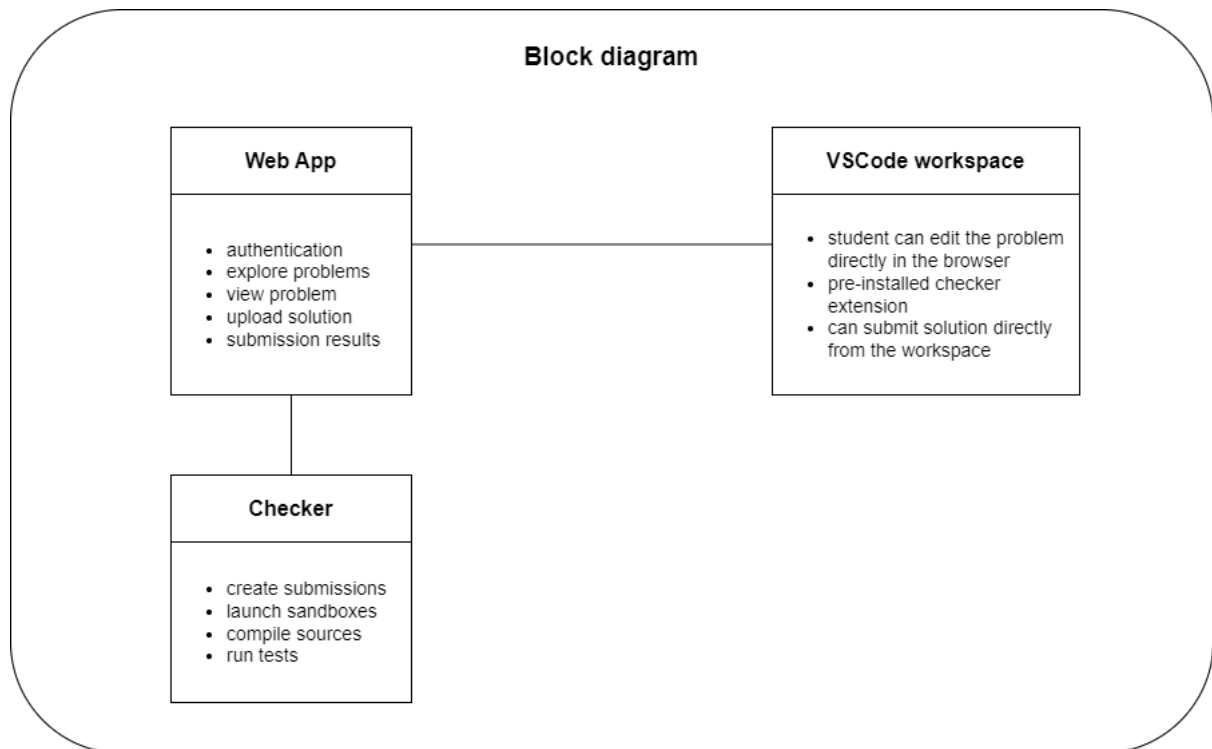 Block diagram
Web App
• authentication
• explore problems
• view problem
• upload solution
• submission results
VSCode workspace
• student can edit the problem
directly in the browser
• pre-installed checker
extension
• can submit solution directly
from the workspace
Checker
• create submissions
• launch sandboxes
• compile sources
• run tests